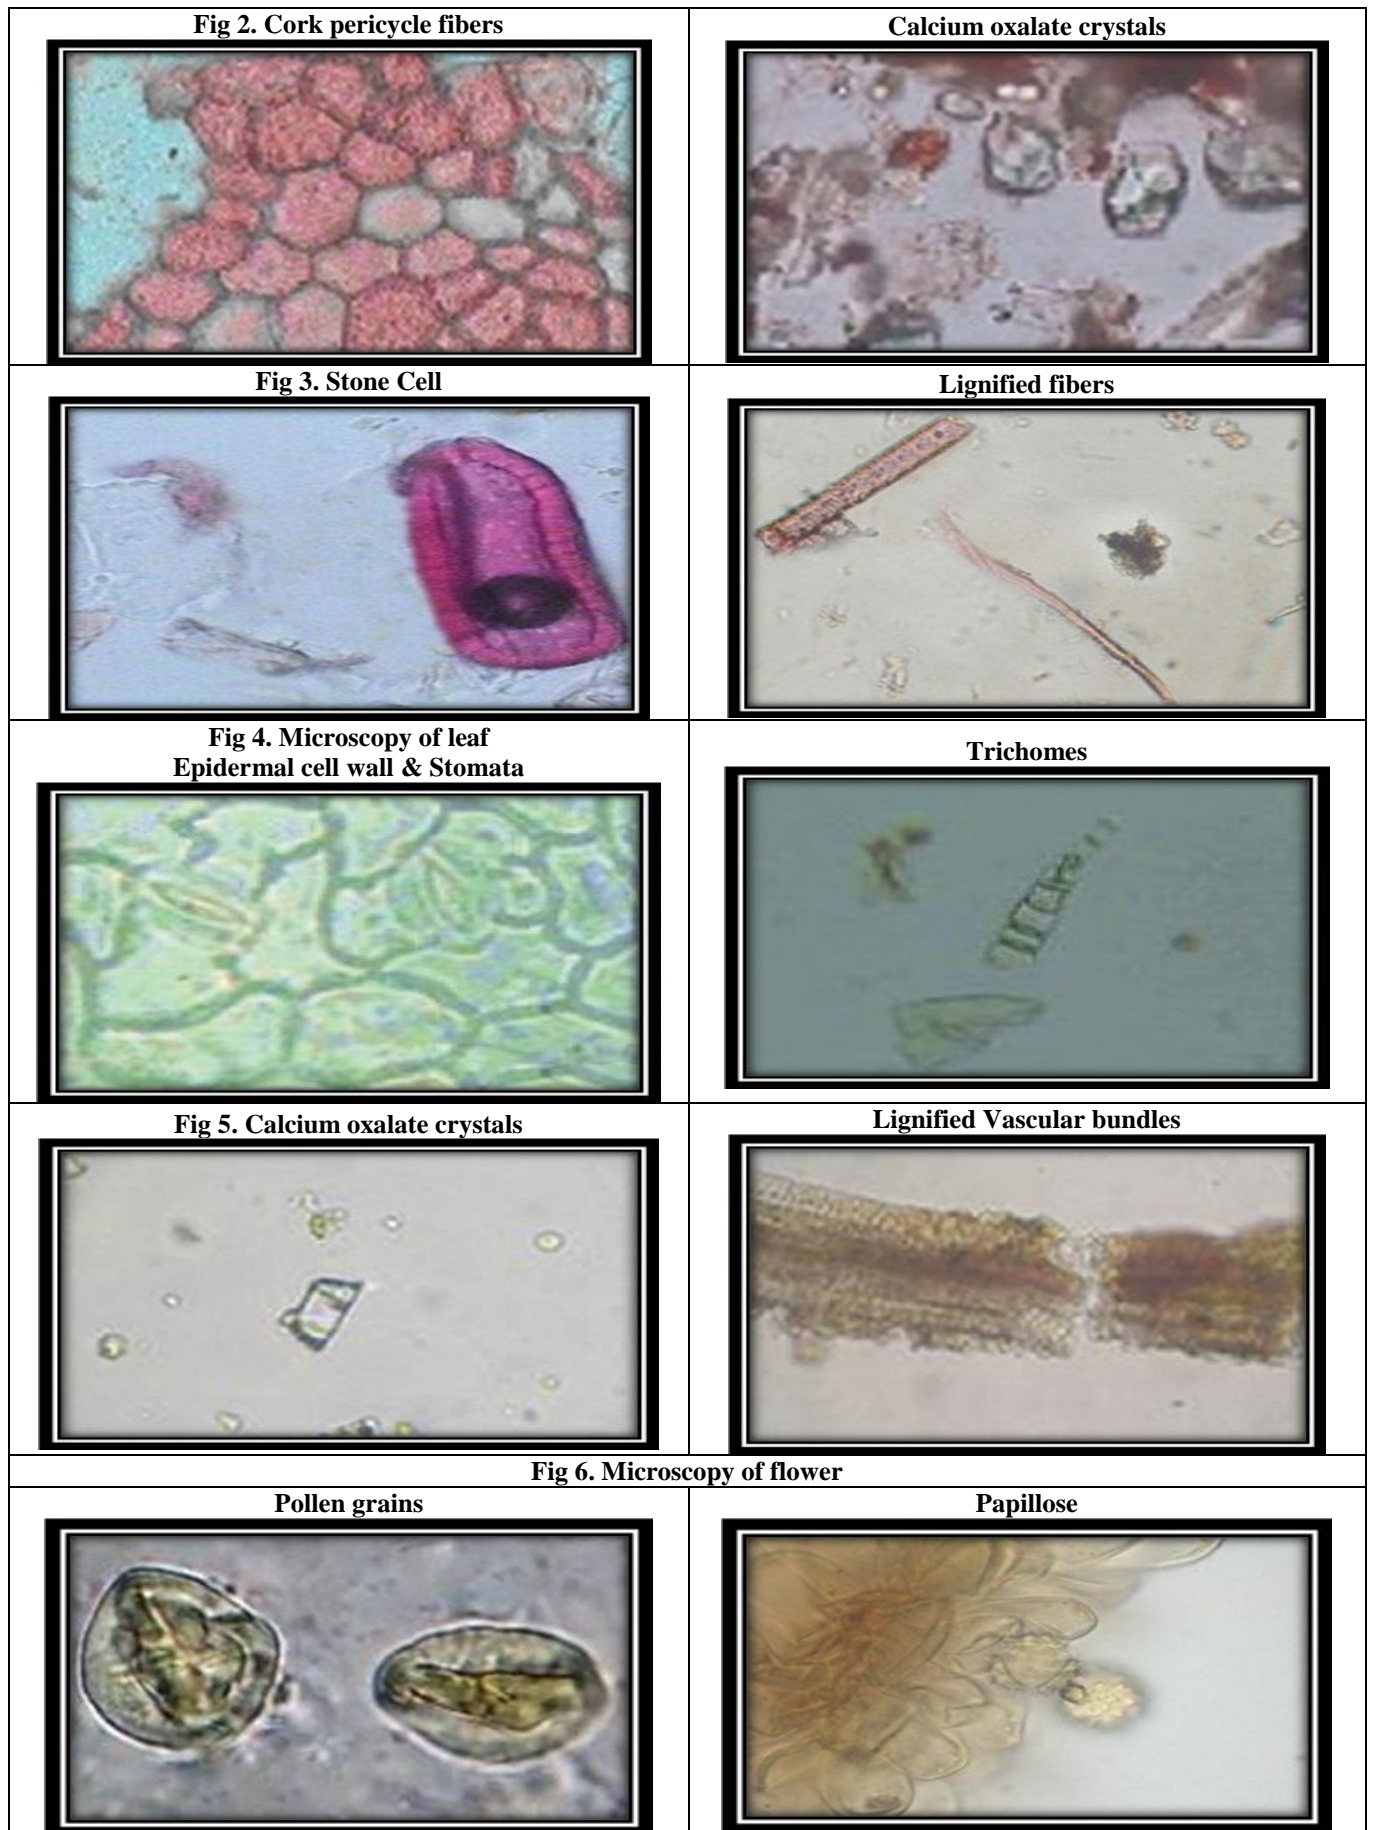 Fig 2. Cork pericycle fibers
Calcium oxalate crystals
Fig 3. Stone Cell
Lignified fibers
Fig 4. Microscopy of leaf
Epidermal cell wall & Stomata
Trichomes
Fig 5. Calcium oxalate crystals
Lignified Vascular bundles
Fig 6. Microscopy of flower
Pollen grains
Papillose